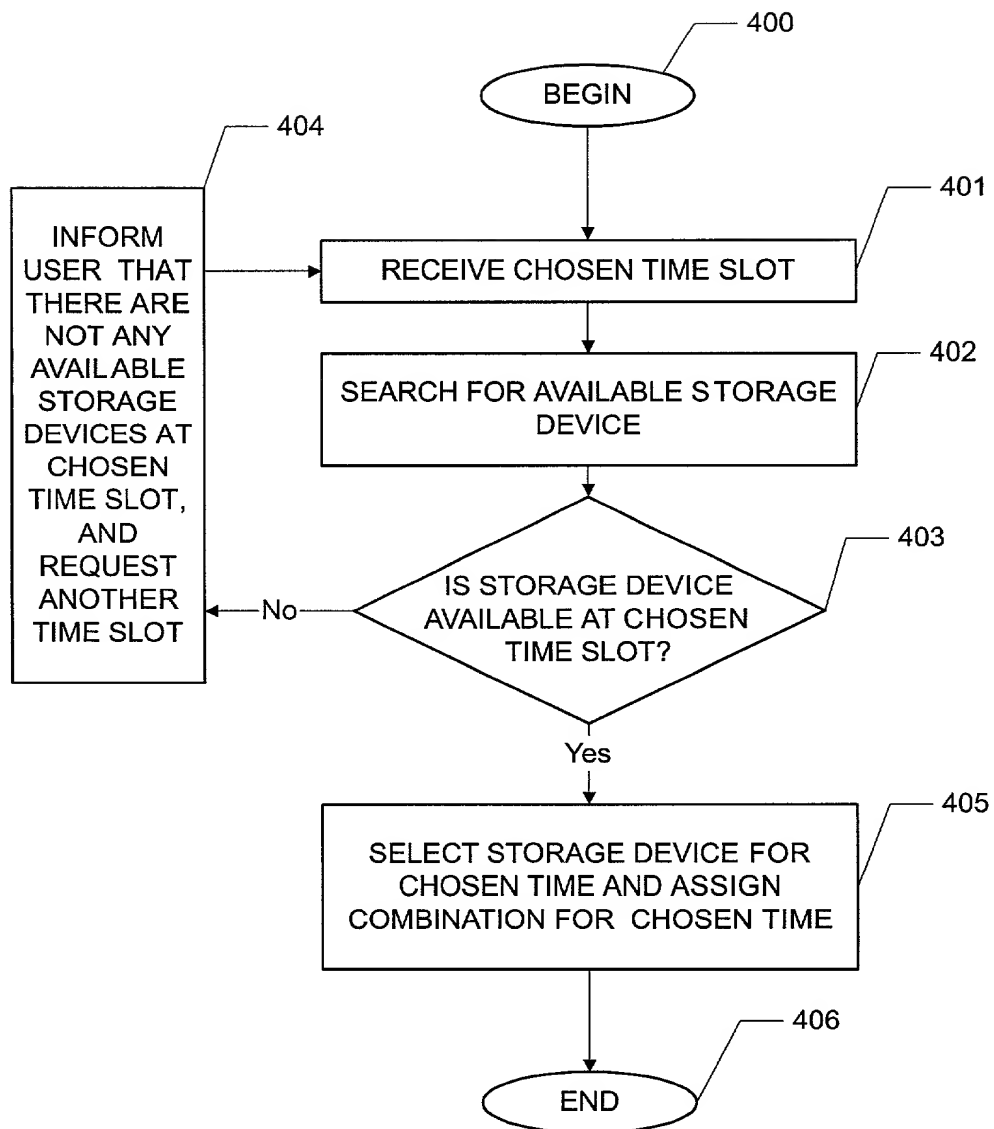 400
BEGIN
404
401
INFORM
USER THAT
THERE ARE
NOT ANY
AVAILABLE
STORAGE
DEVICES AT
CHOSEN
TIME SLOT,
AND
REQUEST
ANOTHER
TIME SLOT
RECEIVE CHOSEN TIME SLOT
402
SEARCH FOR AVAILABLE STORAGE
DEVICE
403
IS STORAGE DEVICE
AVAILABLE AT CHOSEN
TIME SLOT?
No
Yes
405
SELECT STORAGE DEVICE FOR
CHOSEN TIME AND ASSIGN
COMBINATION FOR CHOSEN TIME
406
END